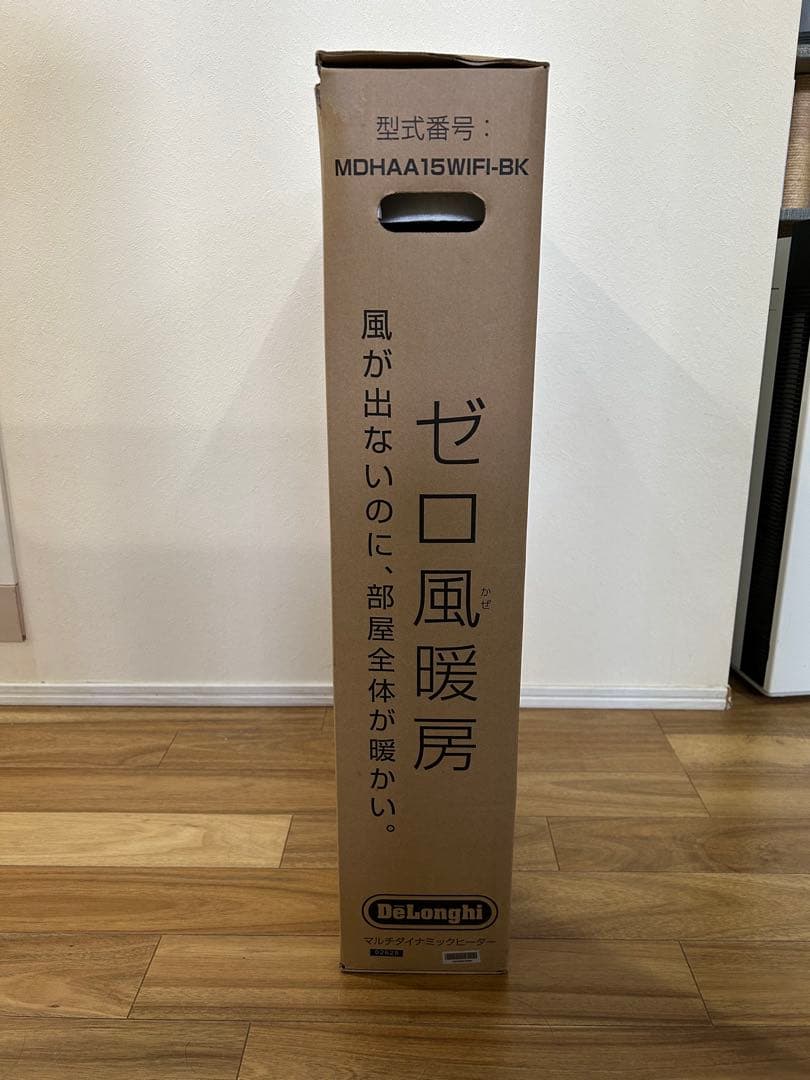 型式番号：
MDHAA15WIFI-BK
ゼロ風暖房
かぜ
風が出ないのに、部屋全体が暖かい。
DeLonghi
マルチダイナミックヒーター